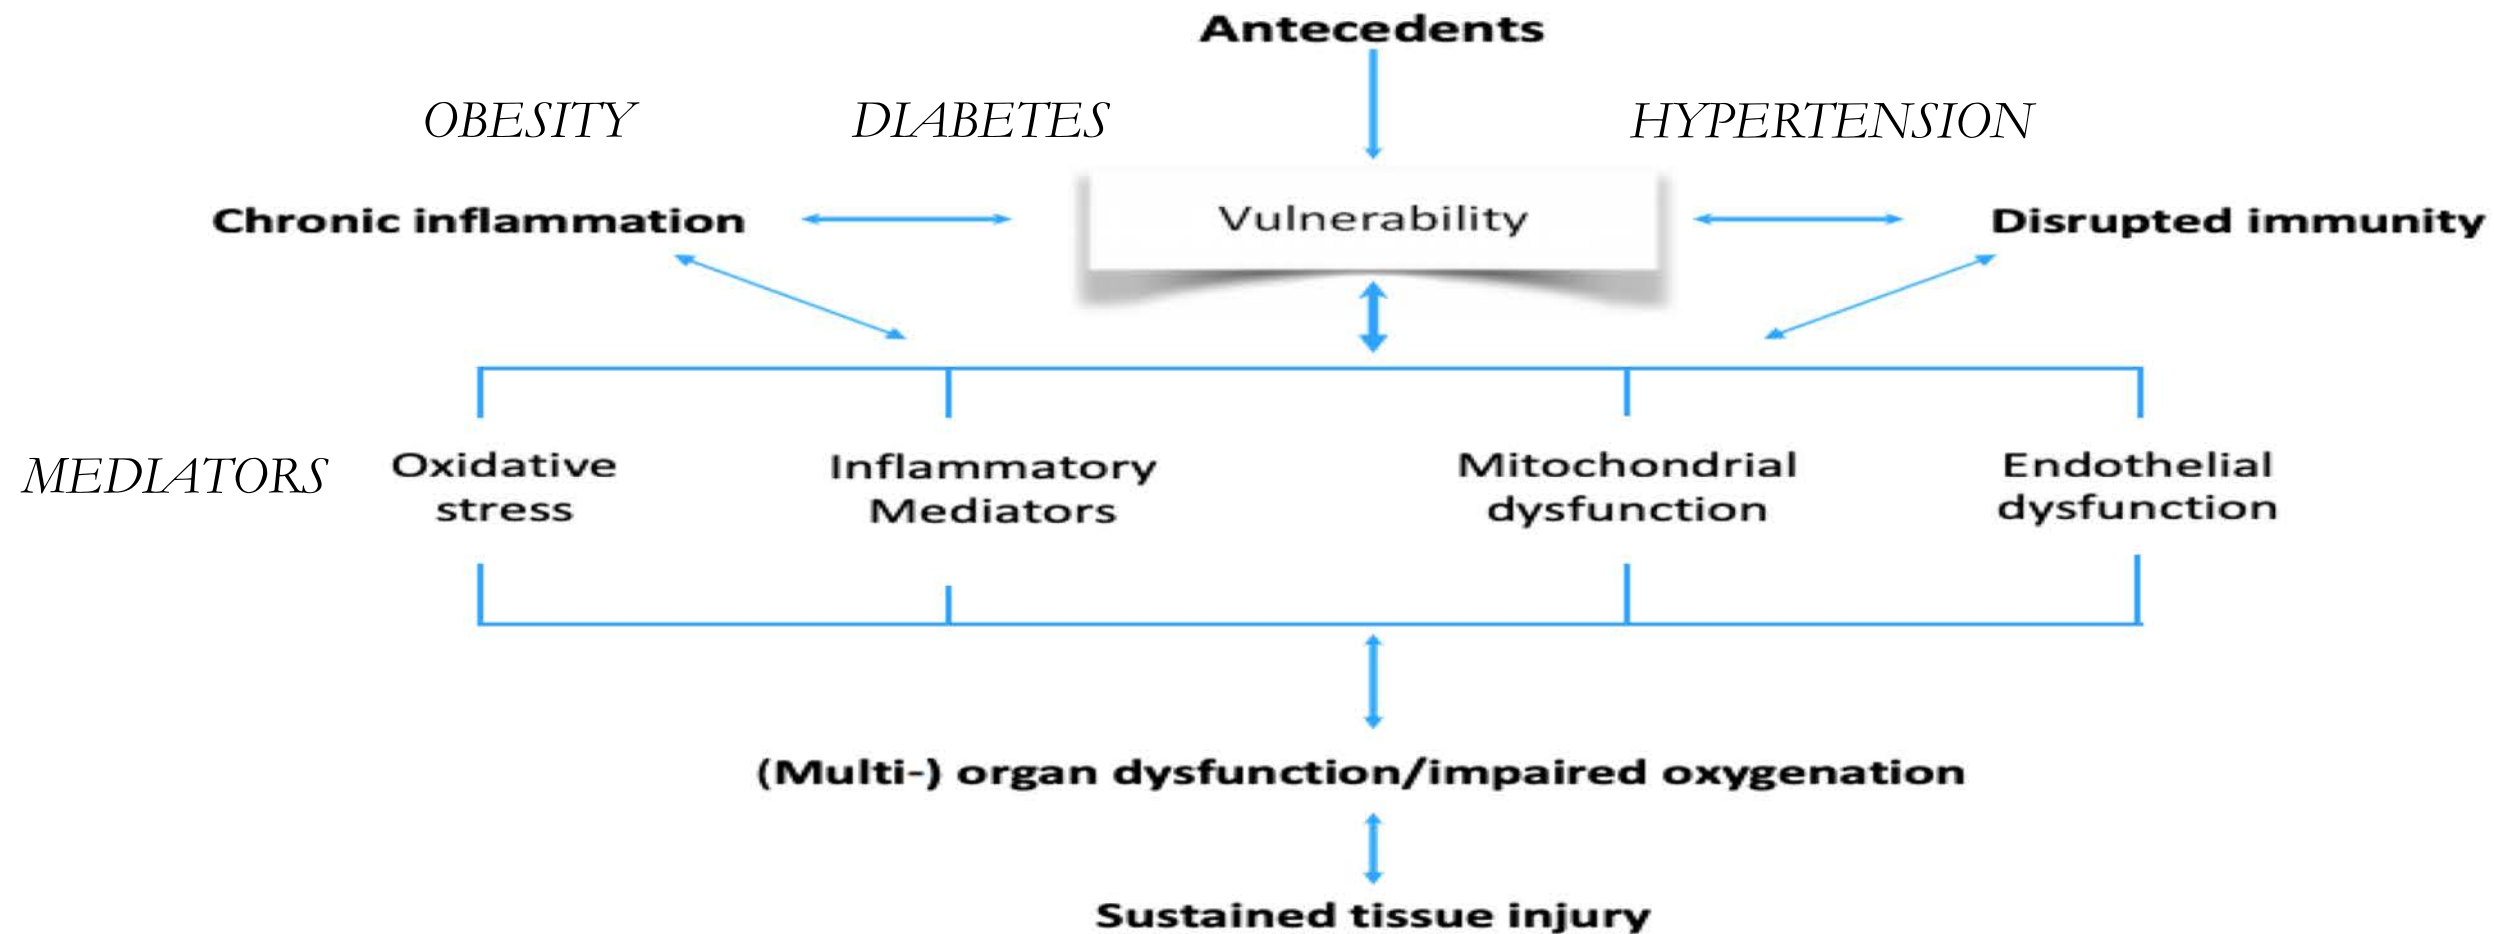 Antecedents
OBESITY DIABETES HYPERTENSION
Chronic inflammation Vulnerability Disrupted immunity
MEDIATORS
Oxidative
stress
Inflammatory
Mediators
Mitochondrial
dysfunction
Endothelial
dysfunction
(Multi-) organ dysfunction/impaired oxygenation
Sustained tissue injury